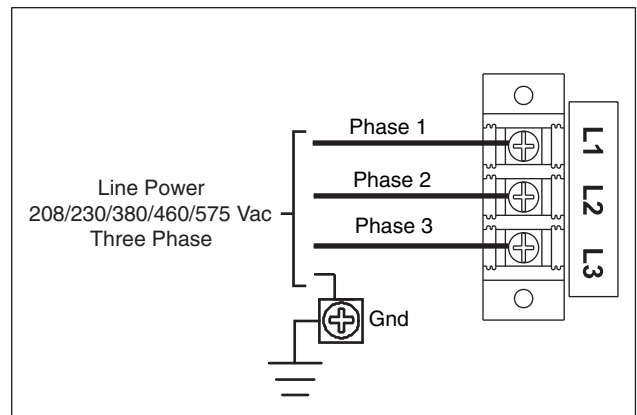 Phase 1
Phase 2
Phase 3
Line Power
208/230/380/460/575 Vac
Three Phase
Gnd
L1
L2
L3